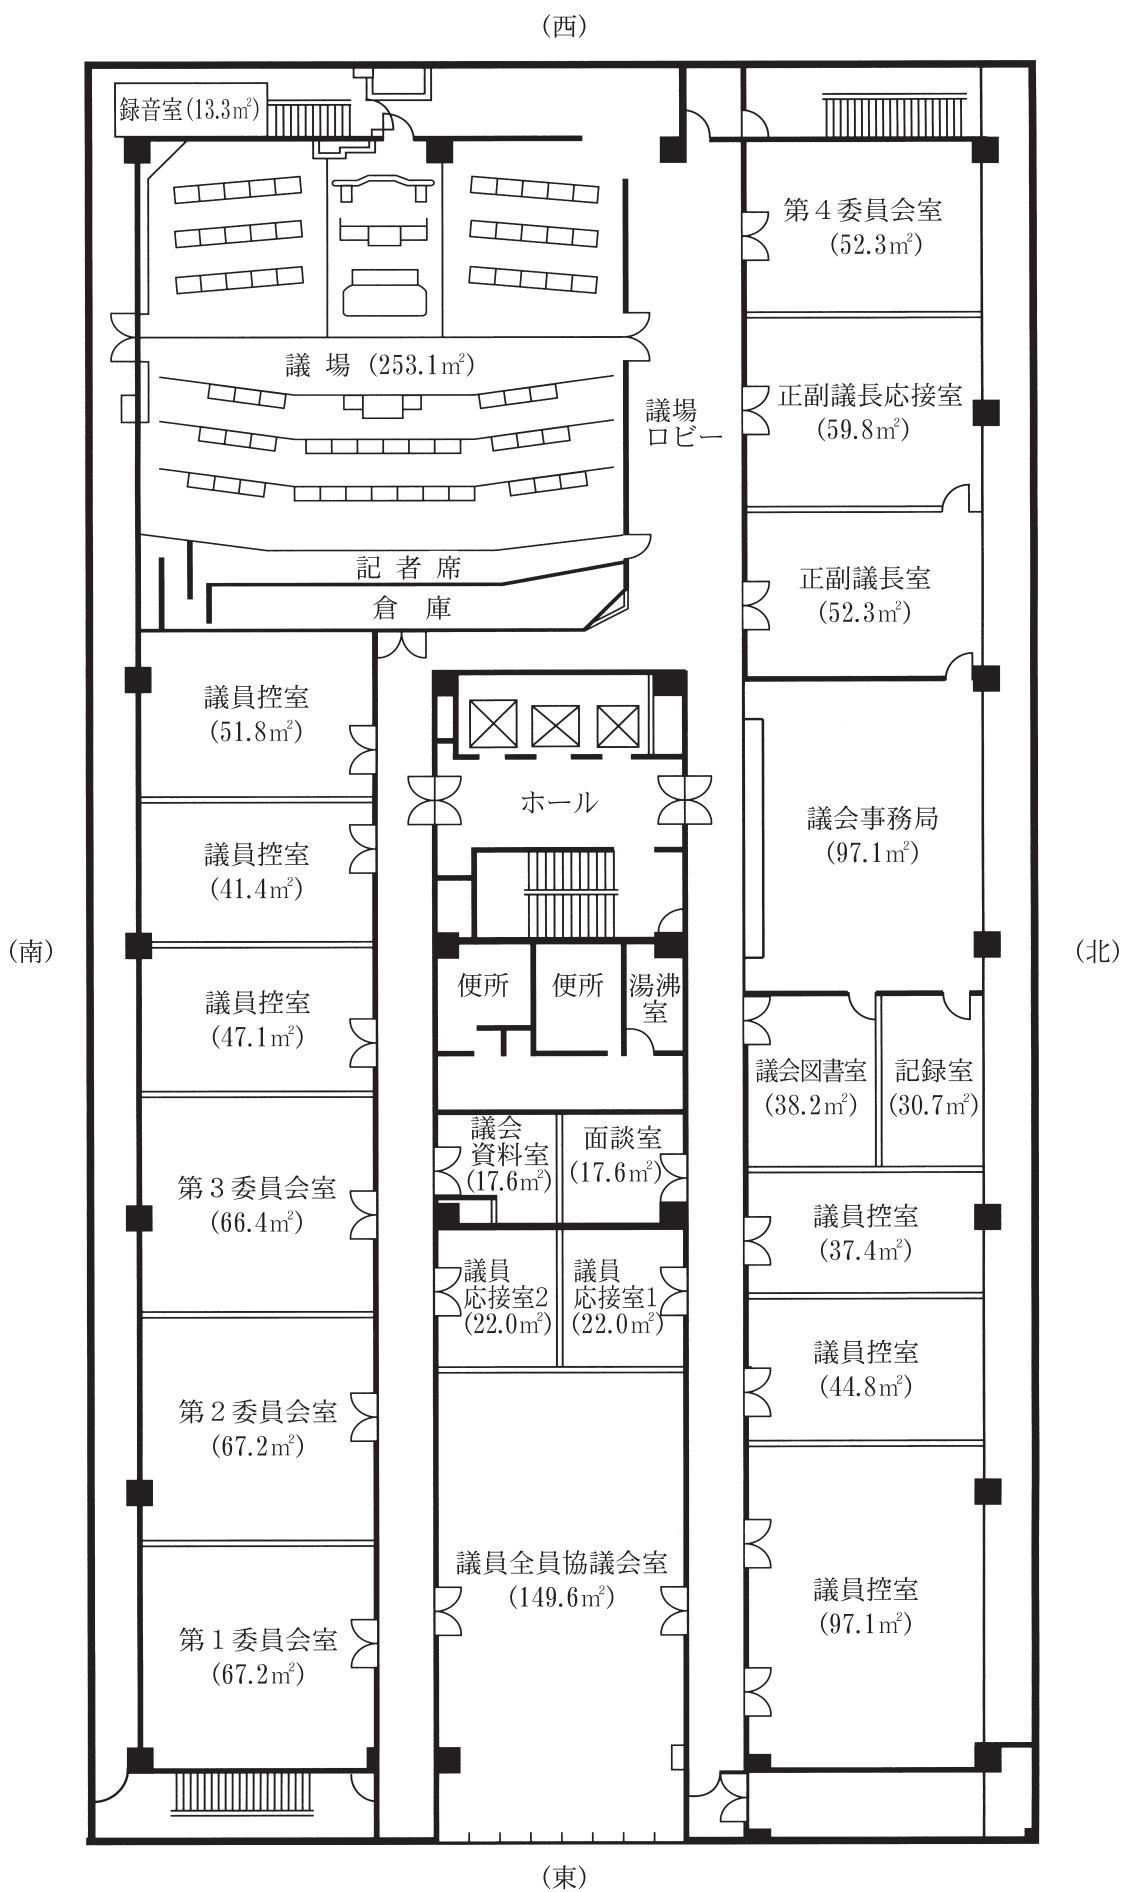 （西）
録音室(13.3㎡)
第４委員会室
(52.3㎡)
議 場 (253.1㎡)
正副議長応接室
(59.8㎡)
議場
ロビー
記 者 席
倉 庫
正副議長室
(52.3㎡)
議員控室
(51.8㎡)
ホール
議会事務局
(97.1㎡)
議員控室
(41.4㎡)
（南）
（北）
議員控室
(47.1㎡)
便所
便所
湯沸
室
議会図書室
(38.2㎡)
記録室
(30.7㎡)
議会
資料室
(17.6㎡)
面談室
(17.6㎡)
第３委員会室
(66.4㎡)
議員控室
(37.4㎡)
議員
応接室2
(22.0㎡)
議員
応接室1
(22.0㎡)
議員控室
(44.8㎡)
第２委員会室
(67.2㎡)
議員全員協議会室
(149.6㎡)
議員控室
(97.1㎡)
第１委員会室
(67.2㎡)
（東）